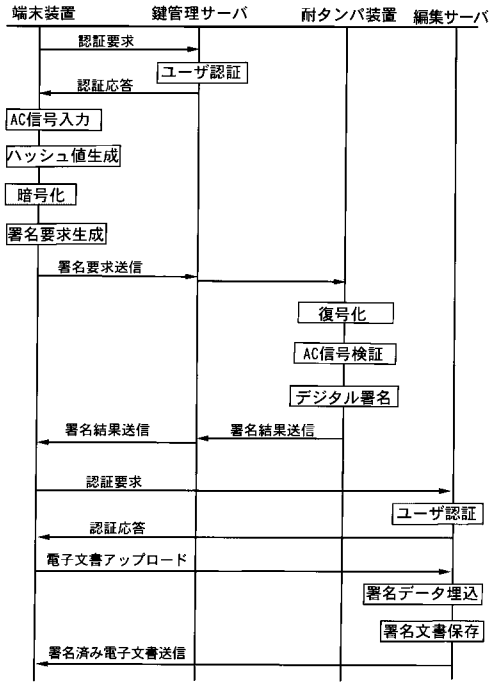 端末装置
鍵管理サーバ
耐タンパ装置
編集サーバ
認証要求
ユーザ認証
認証応答
AC信号入力
ハッシュ値生成
暗号化
署名要求生成
署名要求送信
復号化
AC信号検証
デジタル署名
署名結果送信
署名結果送信
認証要求
ユーザ認証
認証応答
電子文書アップロード
署名データ埋込
署名文書保存
署名済み電子文書送信